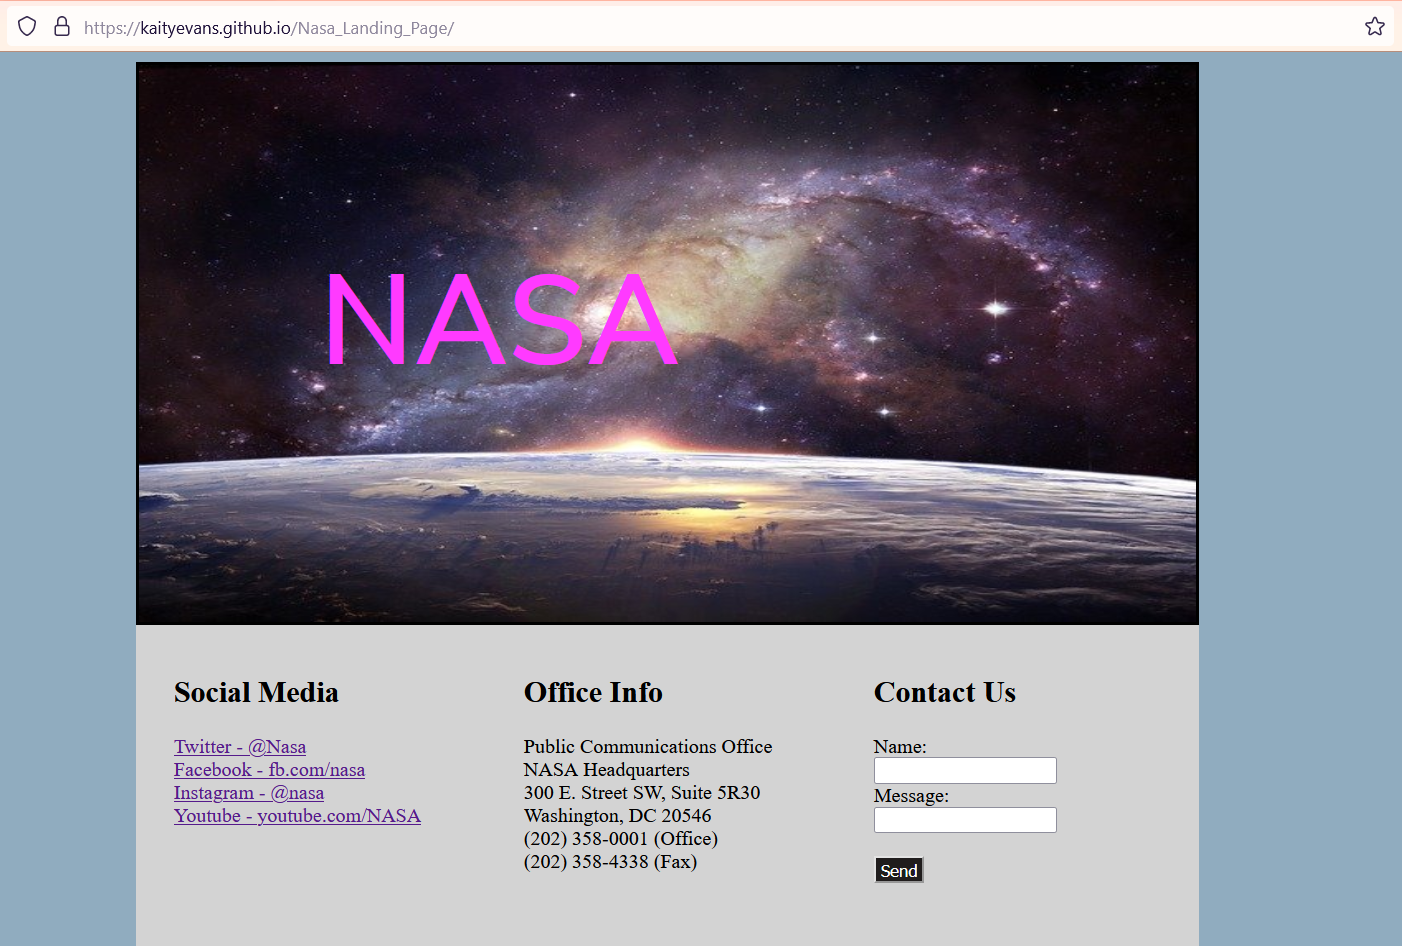 https://kaityevans.github.io/Nasa_Landing_Page/
NASA
Social Media
Twitter - @Nasa
Facebook - fb.com/nasa
Instagram - @nasa
Youtube - youtube.com/NASA
Office Info
Public Communications Office
NASA Headquarters
300 E. Street SW, Suite 5R30
Washington, DC 20546
(202) 358-0001 (Office)
(202) 358-4338 (Fax)
Contact Us
Name:
Message:
Send